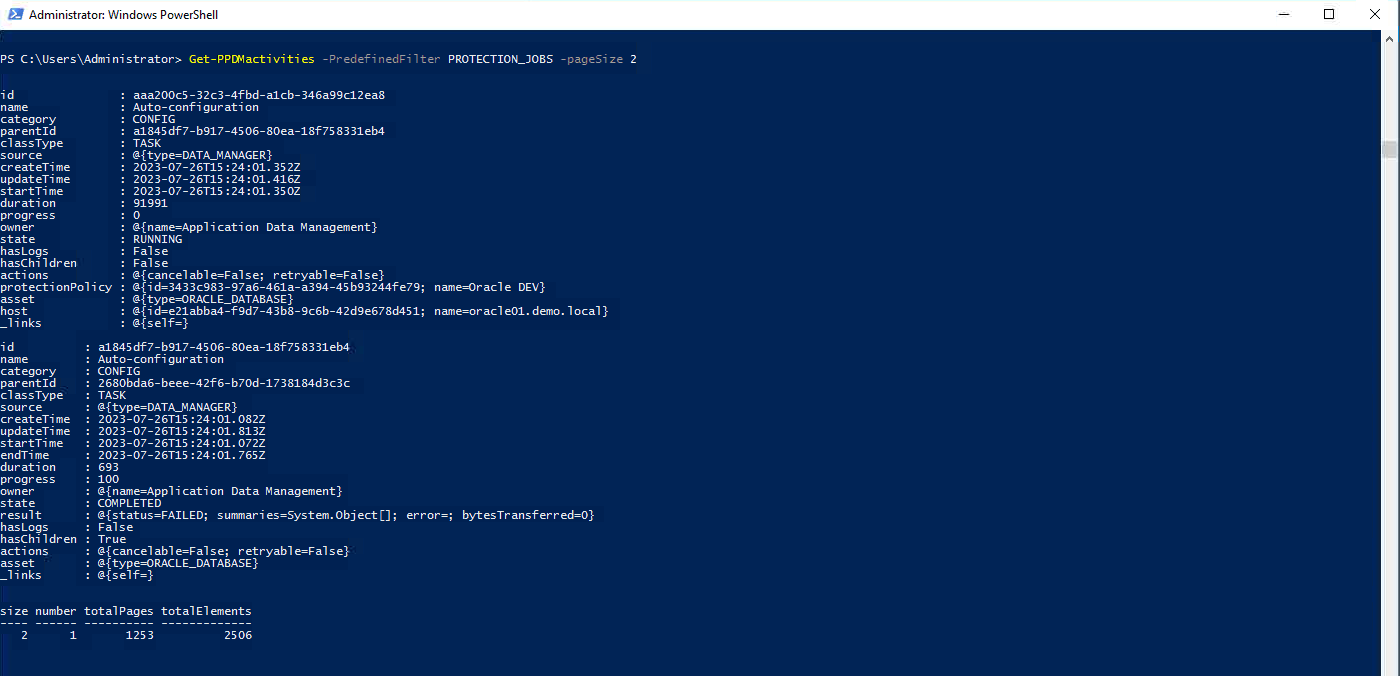 Administrator: Windows PowerShell
PS C:\Users\Administrator> Get-PPDMactivities -PredefinedFilter PROTECTION_JOBS -pageSize 2
id               : aaa200c5-32c3-4fbd-a1cb-346a99c12ea8
name             : Auto-configuration
category         : CONFIG
parentId         : a1845df7-b917-4506-80ea-18f758331eb4
classType        : TASK
source           : @{type=DATA_MANAGER}
createTime       : 2023-07-26T15:24:01.352Z
updateTime       : 2023-07-26T15:24:01.416Z
startTime        : 2023-07-26T15:24:01.350Z
duration         : 91991
progress         : 0
owner            : @{name=Application Data Management}
state            : RUNNING
hasLogs          : False
hasChildren      : False
actions          : @{cancelable=False; retryable=False}
protectionPolicy : @{id=3433c983-97a6-461a-a394-45b93244fe79; name=Oracle DEV}
asset            : @{type=ORACLE_DATABASE}
host             : @{id=e21abba4-f9d7-43b8-9c6b-42d9e678d451; name=oracle01.demo.local}
_links           : @{self=}
id          : a1845df7-b917-4506-80ea-18f758331eb4
name        : Auto-configuration
category    : CONFIG
parentId    : 2680bda6-beee-42f6-b70d-1738184d3c3c
classType   : TASK
source      : @{type=DATA_MANAGER}
createTime  : 2023-07-26T15:24:01.082Z
updateTime  : 2023-07-26T15:24:01.813Z
startTime   : 2023-07-26T15:24:01.072Z
endTime     : 2023-07-26T15:24:01.765Z
duration    : 693
progress    : 100
owner       : @{name=Application Data Management}
state       : COMPLETED
result      : @{status=FAILED; summaries=System.Object[]; error=; bytesTransferred=0}
hasLogs     : False
hasChildren : True
actions     : @{cancelable=False; retryable=False}
asset       : @{type=ORACLE_DATABASE}
_links      : @{self=}
size number totalPages totalElements
---- ------ ---------- -------------
   2      1       1253          2506